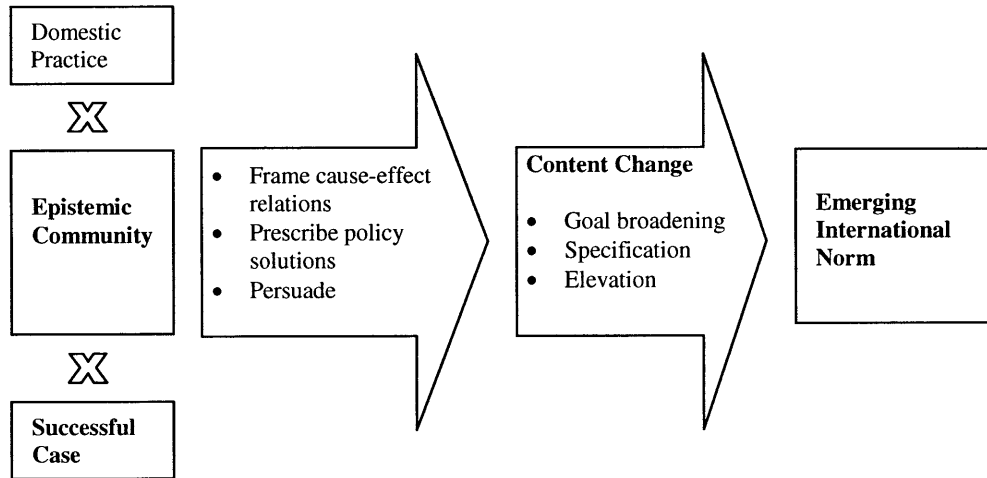 Domestic
Practice
X
Epistemic
Community
X
Successful
Case
• Frame cause-effect
relations
• Prescribe policy
solutions
• Persuade
Content Change
• Goal broadening
• Specification
• Elevation
Emerging
International
Norm